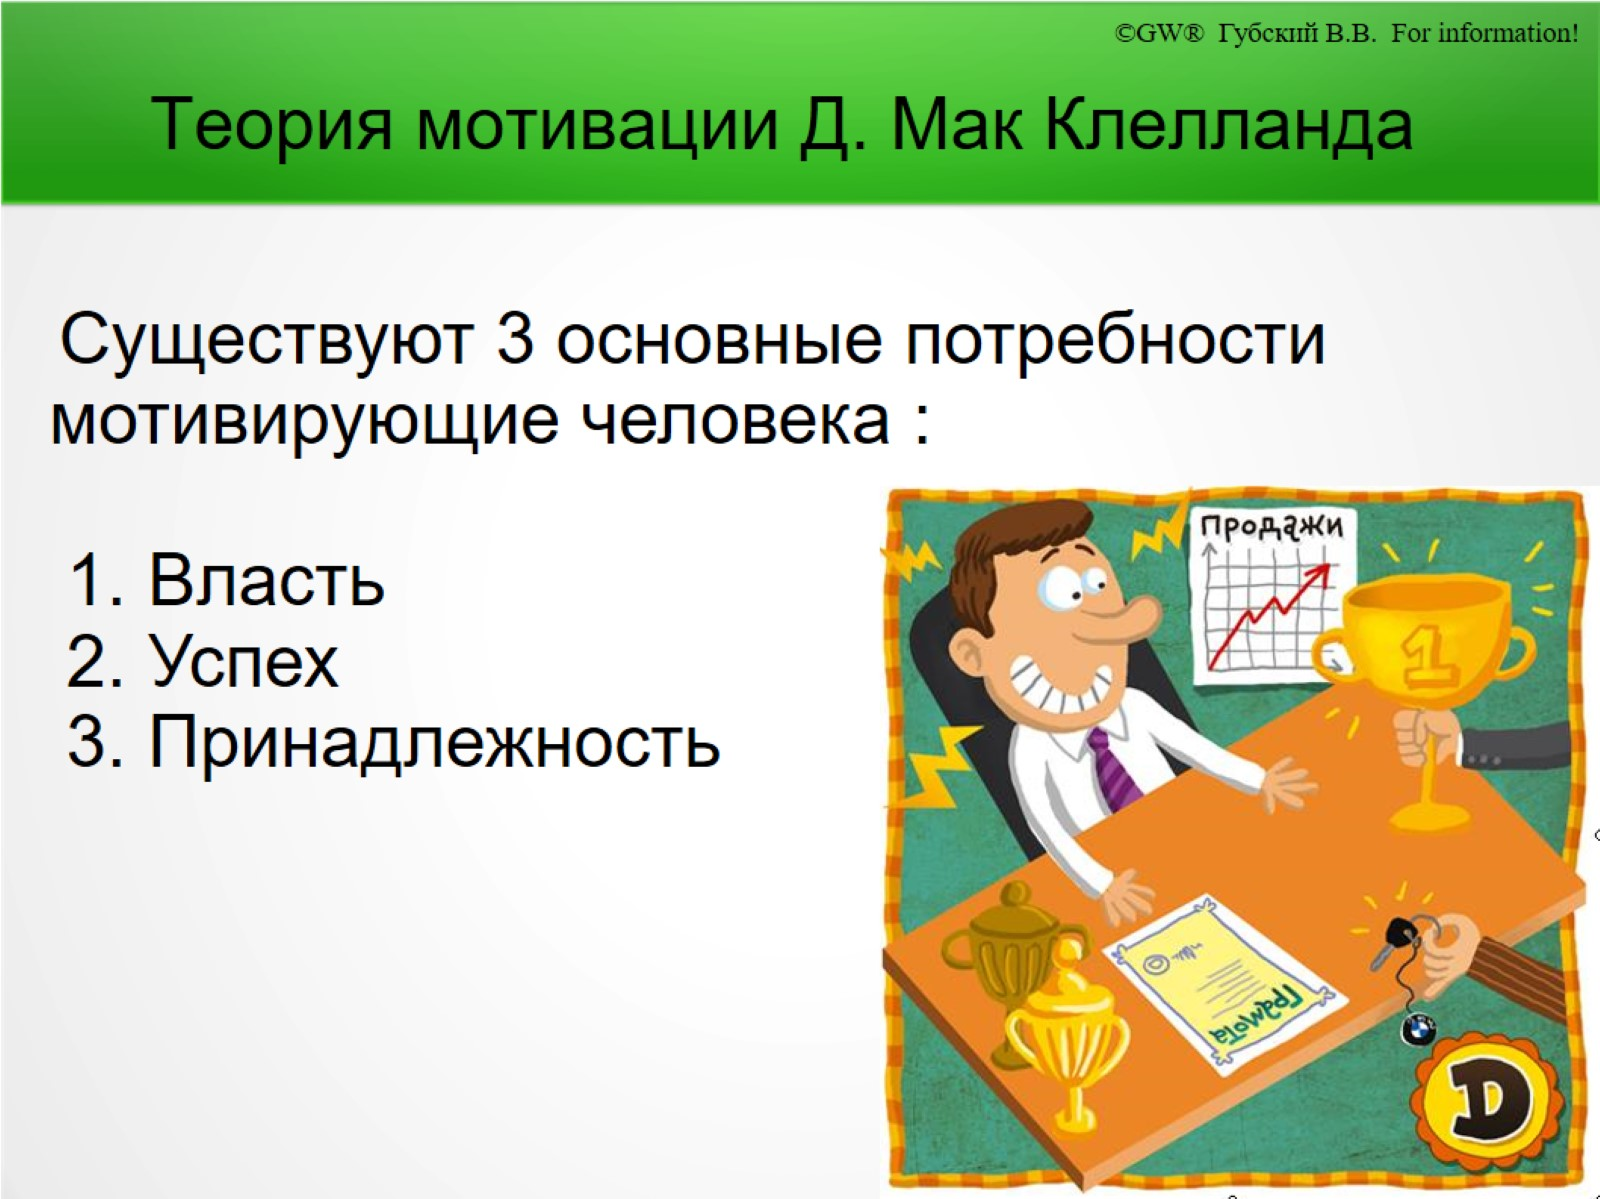 ©GW® Губский В.В. For information!
Теория мотивации Д. Мак Клелланда
Существуют 3 основные потребности
мотивирующие человека :
1. Власть
2. Успех
3. Принадлежность
Продажи
1
Грамота
D